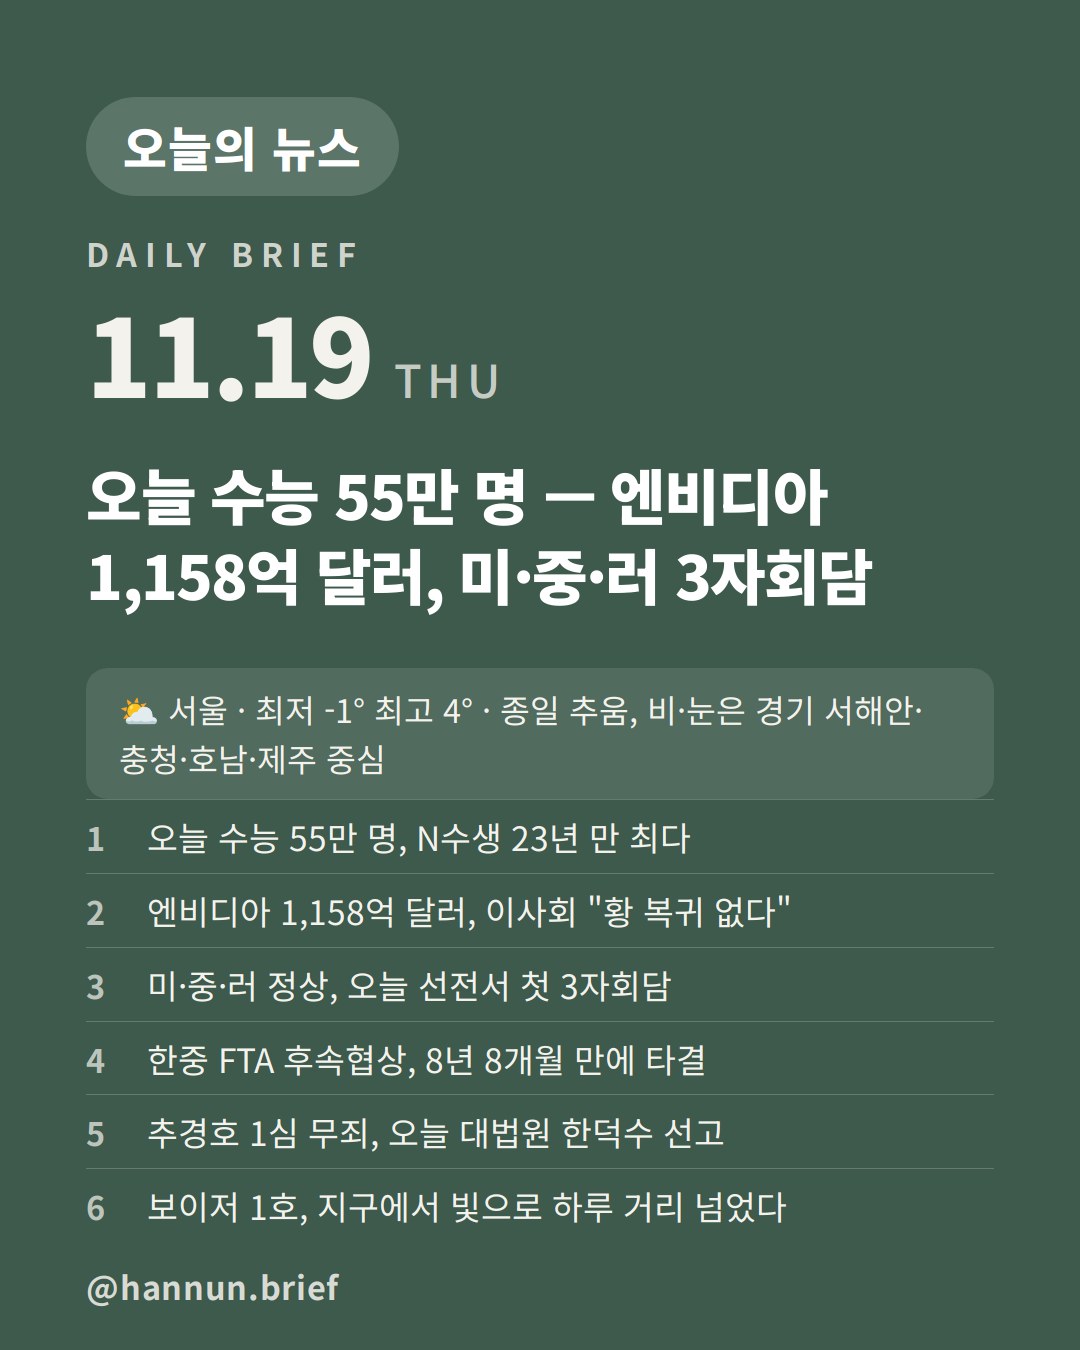 오늘의 뉴스
DAILY BRIEF
11.19 THU
오늘 수능 55만 명 — 엔비디아
1,158억 달러, 미·중·러 3자회담
⛅ 서울 · 최저 -1° 최고 4° · 종일 추움, 비·눈은 경기 서해안·
충청·호남·제주 중심
1 오늘 수능 55만 명, N수생 23년 만 최다
2 엔비디아 1,158억 달러, 이사회 "황 복귀 없다"
3 미·중·러 정상, 오늘 선전서 첫 3자회담
4 한중 FTA 후속협상, 8년 8개월 만에 타결
5 추경호 1심 무죄, 오늘 대법원 한덕수 선고
6 보이저 1호, 지구에서 빛으로 하루 거리 넘었다
@hannun.brief